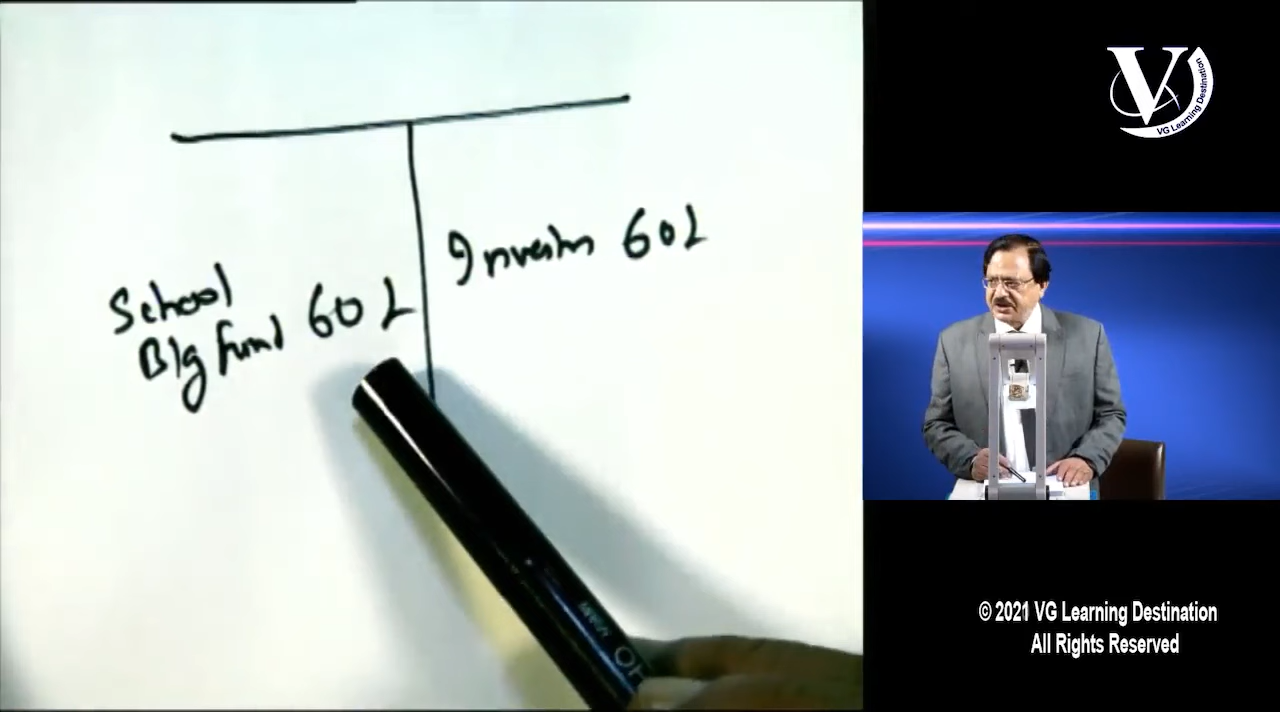 School
Blg fund 60 L
Investm 60L
V
VG Learning Destination
© 2021 VG Learning Destination
All Rights Reserved